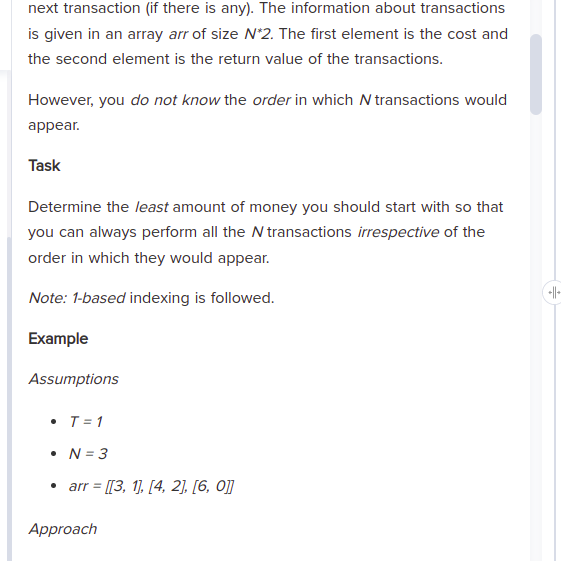 next transaction (if there is any). The information about transactions
is given in an array arr of size N*2. The first element is the cost and
the second element is the return value of the transactions.
However, you do not know the order in which N transactions would
appear.
Task
Determine the least amount of money you should start with so that
you can always perform all the N transactions irrespective of the
order in which they would appear.
Note: 1-based indexing is followed.
Example
Assumptions
• T = 1
• N = 3
• arr = [[3, 1], [4, 2], [6, 0]]
Approach